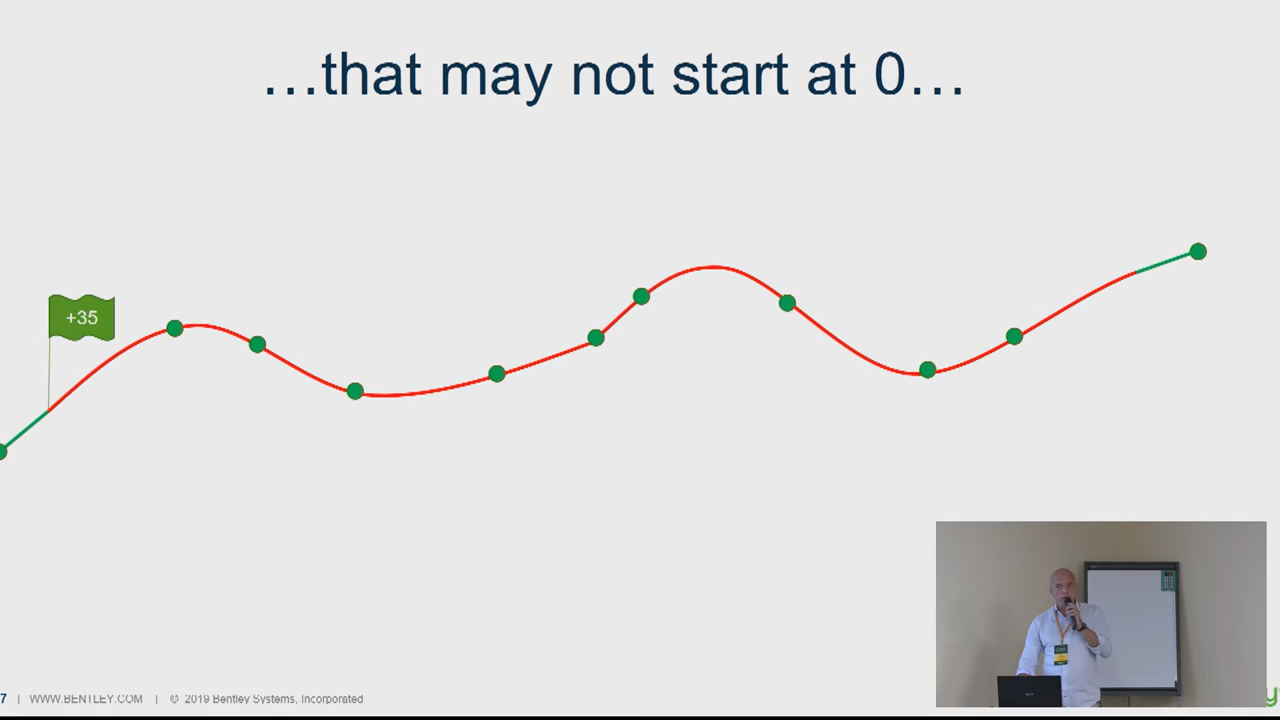 …that may not start at 0…
+35
7 | WWW.BENTLEY.COM | © 2019 Bentley Systems, Incorporated
y